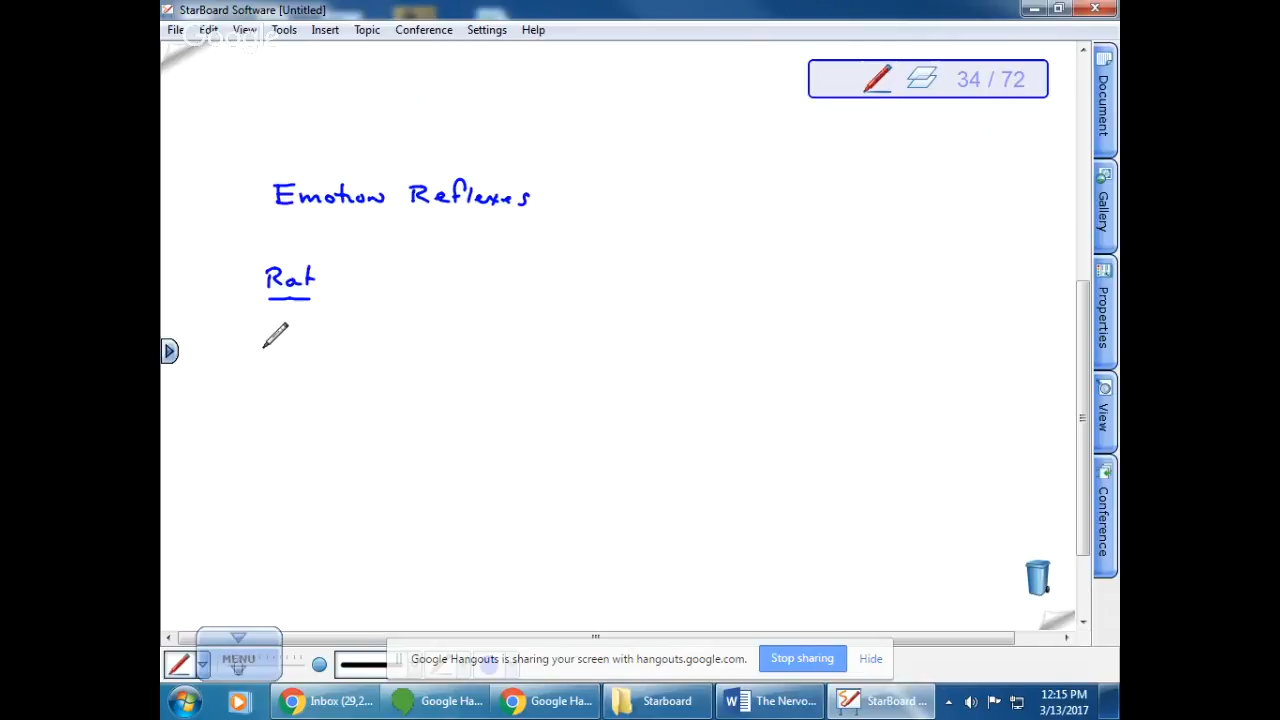 StarBoard Software [Untitled]
File Edit View Tools Insert Topic Conference Settings Help
Google
34 / 72
Document
Gallery
Properties
View
Conference
Emotion Reflexes
Rat
MENU
Google Hangouts is sharing your screen with hangouts.google.com. Stop sharing Hide
Inbox (29,2... Google Ha... Google Ha... Starboard The Nervo... StarBoard ... 12:15 PM
3/13/2017